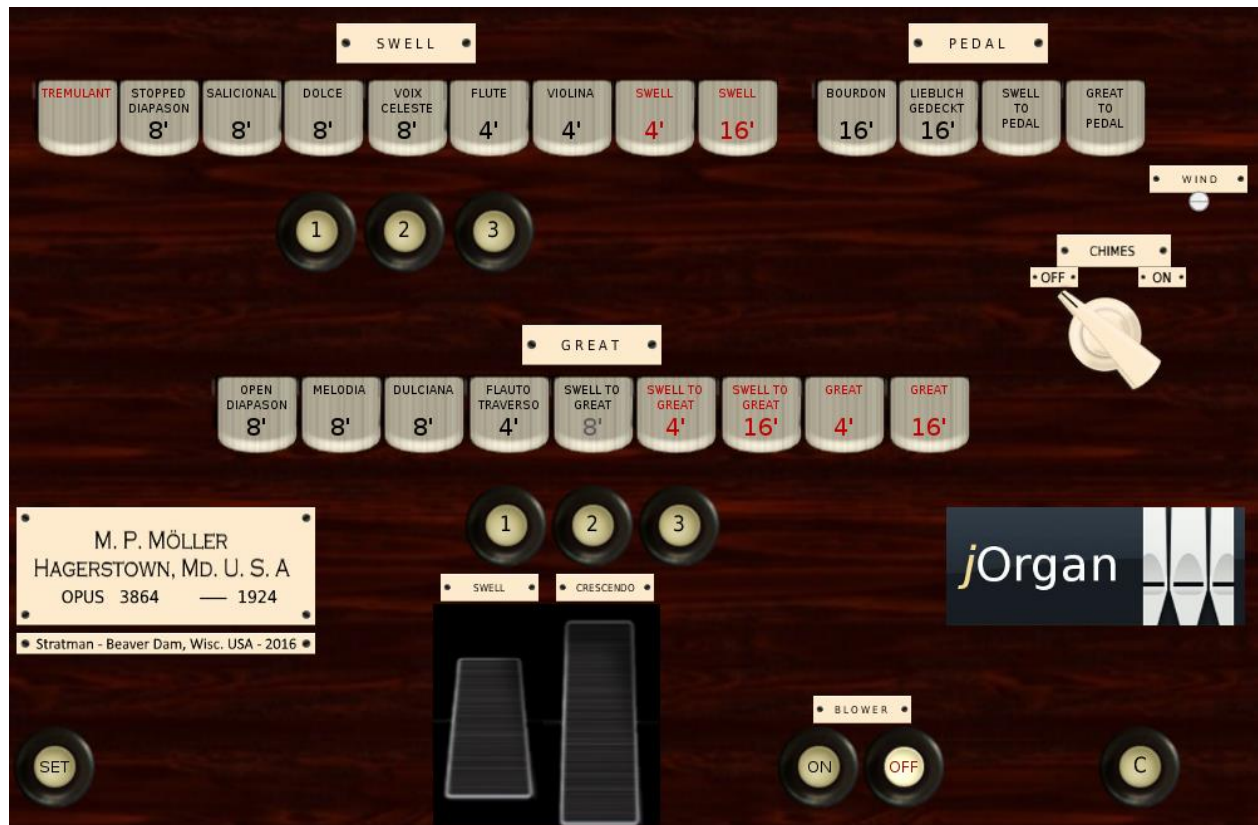 SWELL
PEDAL
TREMULANT
STOPPED
DIAPASON
8'
SALICIONAL
8'
DOLCE
8'
VOIX
CELESTE
8'
FLUTE
4'
VIOLINA
4'
SWELL
4'
SWELL
16'
BOURDON
16'
LIEBLICH
GEDECKT
16'
SWELL
TO
PEDAL
GREAT
TO
PEDAL
WIND
1
2
3
CHIMES
OFF
ON
GREAT
OPEN
DIAPASON
8'
MELODIA
8'
DULCIANA
8'
FLAUTO
TRAVERSO
4'
SWELL TO
GREAT
8'
SWELL TO
GREAT
4'
SWELL TO
GREAT
16'
GREAT
4'
GREAT
16'
1
2
3
M. P. MÖLLER
HAGERSTOWN, MD. U. S. A
OPUS 3864 — 1924
Stratman - Beaver Dam, Wisc. USA - 2016
SWELL
CRESCENDO
jOrgan
BLOWER
SET
ON
OFF
C